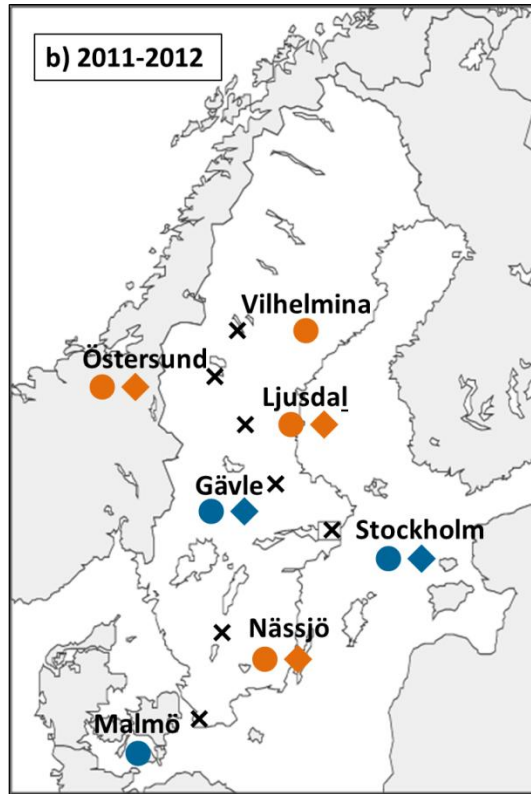 b) 2011-2012
Vilhelmina
Östersund
Ljusdal
Gävle
Stockholm
Nässjö
Malmö